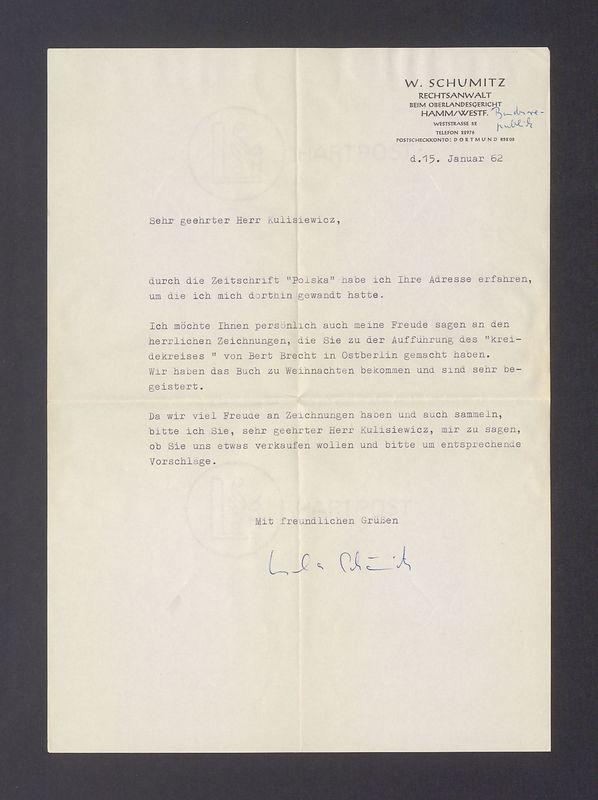 W. SCHUMITZ
RECHTSANWALT
BEIM OBERLANDESGERICHT
HAMM/WESTF. Bundesre-
publik
WESTSTRASSE
TELEFON
POSTSCHECKKONTO: DORTMUND
d.15. Januar 62
Sehr geehrter Herr Kulisiewicz,
durch die Zeitschrift "Polska" habe ich Ihre Adresse erfahren,
um die ich mich dorthin gewandt hatte.
Ich möchte Ihnen persönlich auch meine Freude sagen an den
herrlichen Zeichnungen, die Sie zu der Aufführung des "krei-
dekreises " von Bert Brecht in Ostberlin gemacht haben.
Wir haben das Buch zu Weihnachten bekommen und sind sehr be-
geistert.
Da wir viel Freude an Zeichnungen haben und auch sammeln,
bitte ich Sie, sehr geehrter Herr Kulisiewicz, mir zu sagen,
ob Sie uns etwas verkaufen wollen und bitte um entsprechende
Vorschläge.
Mit freundlichen Grüßen